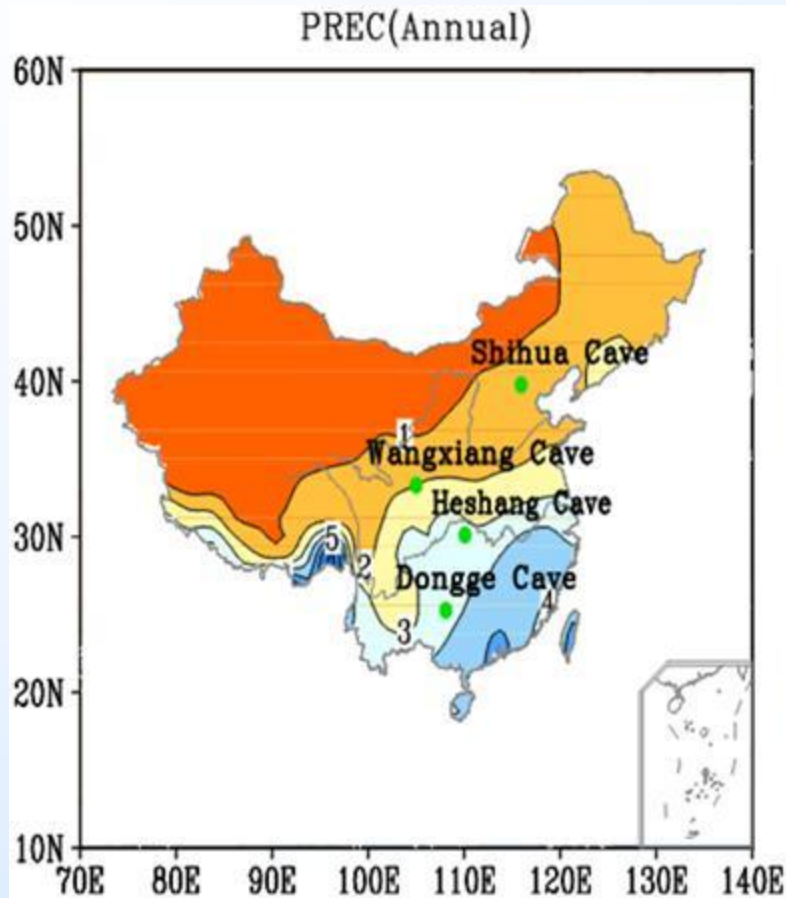 PREC(Annual)
60N
50N
Shihua Cave
40N
1
Wangxiang Cave
Heshang Cave
5
30N
2
Dongge Cave
4
3
20N
10N
70E 80E 90E 100E 110E 120E 130E 140E